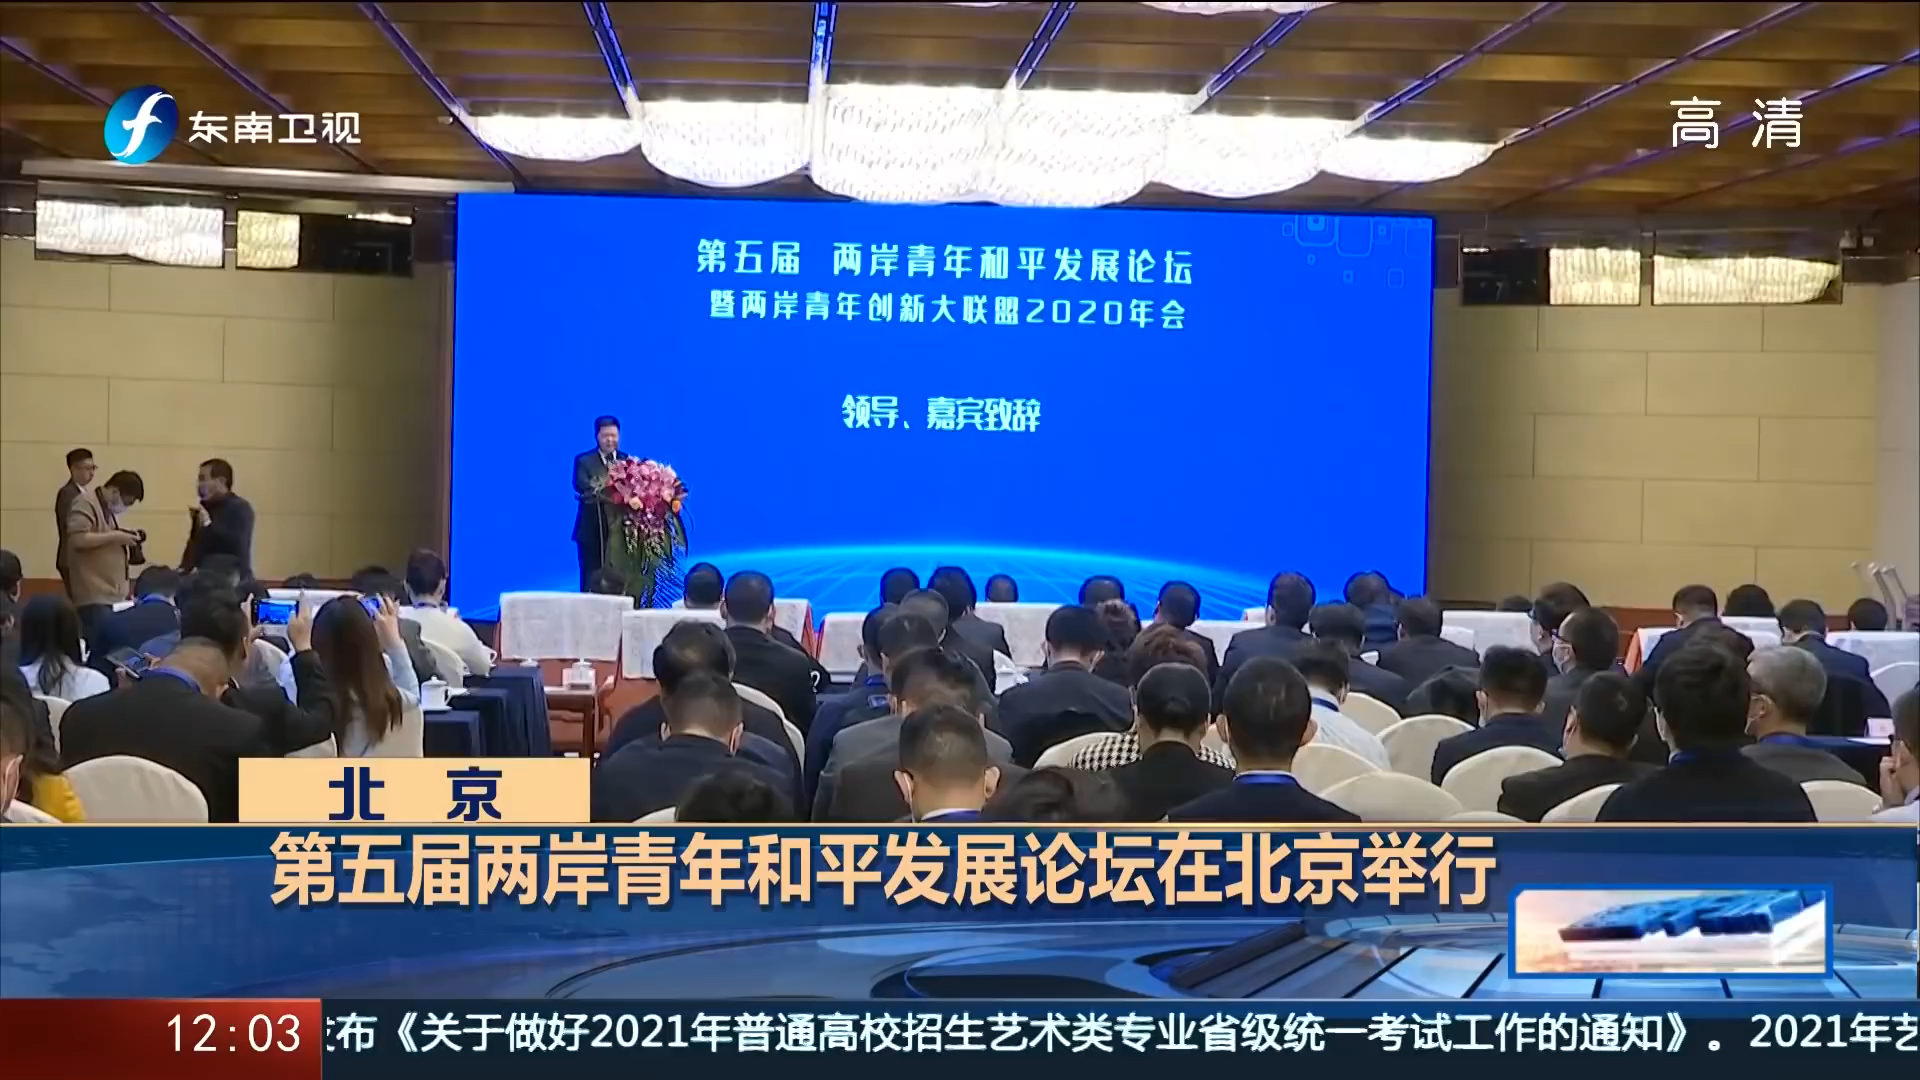 东南卫视
高清
第五届 两岸青年和平发展论坛
暨两岸青年创新大联盟2020年会
领导、嘉宾致辞
北 京
第五届两岸青年和平发展论坛在北京举行
12:03
布《关于做好2021年普通高校招生艺术类专业省级统一考试工作的通知》。2021年艺